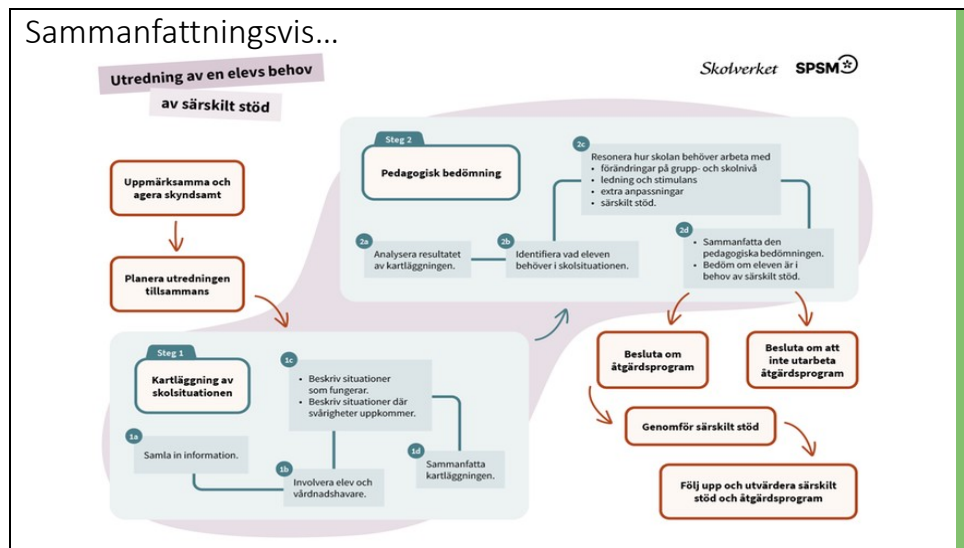 Sammanfattningsvis...
Utredning av en elevs behov
av särskilt stöd
Skolverket SPSM
Uppmärksamma och
agera skyndsamt
Planera utredningen
tillsammans
Steg 1
Kartläggning av
skolsituationen
1a
Samla in information.
1b
Involvera elev och
vårdnadshavare.
1c
• Beskriv situationer
som fungerar.
• Beskriv situationer där
svårigheter uppkommer.
1d
Sammanfatta
kartläggningen.
Steg 2
Pedagogisk bedömning
2a
Analysera resultatet
av kartläggningen.
2b
Identifiera vad eleven
behöver i skolsituationen.
2c
Resonera hur skolan behöver arbeta med
• förändringar på grupp- och skolnivå
• ledning och stimulans
• extra anpassningar
• särskilt stöd.
2d
• Sammanfatta den
pedagogiska bedömningen.
• Bedöm om eleven är i
behov av särskilt stöd.
Besluta om
åtgärdsprogram
Besluta om att
inte utarbeta
åtgärdsprogram
Genomför särskilt stöd
Följ upp och utvärdera särskilt
stöd och åtgärdsprogram